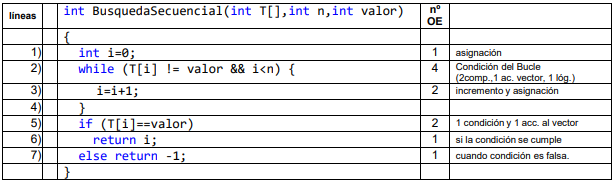 líneas int BusquedaSecuencial(int T[],int n,int valor) nº OE
{
1) int i=0; 1 asignación
2) while (T[i] != valor && i<n) { 4 Condición del Bucle (2comp.,1 ac. vector, 1 lóg.)
3) i=i+1; 2 incremento y asignación
4) }
5) if (T[i]==valor) 2 1 condición y 1 acc. al vector
6) return i; 1 si la condición se cumple
7) else return -1; 1 cuando condición es falsa.
}